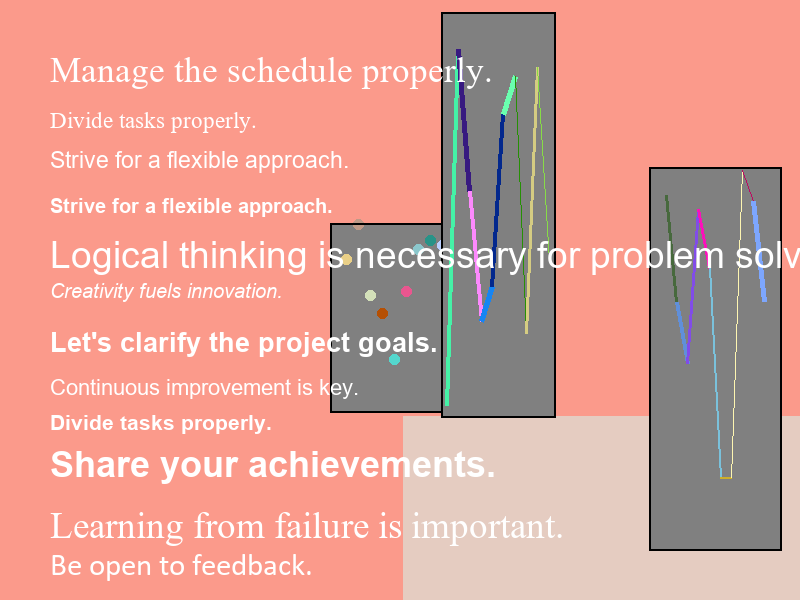 Manage the schedule properly.
Divide tasks properly.
Strive for a flexible approach.
Strive for a flexible approach.
Logical thinking is necessary for problem
Creativity fuels innovation.
Let's clarify the project goals.
Continuous improvement is key.
Divide tasks properly.
Share your achievements.
Learning from failure is important.
Be open to feedback.